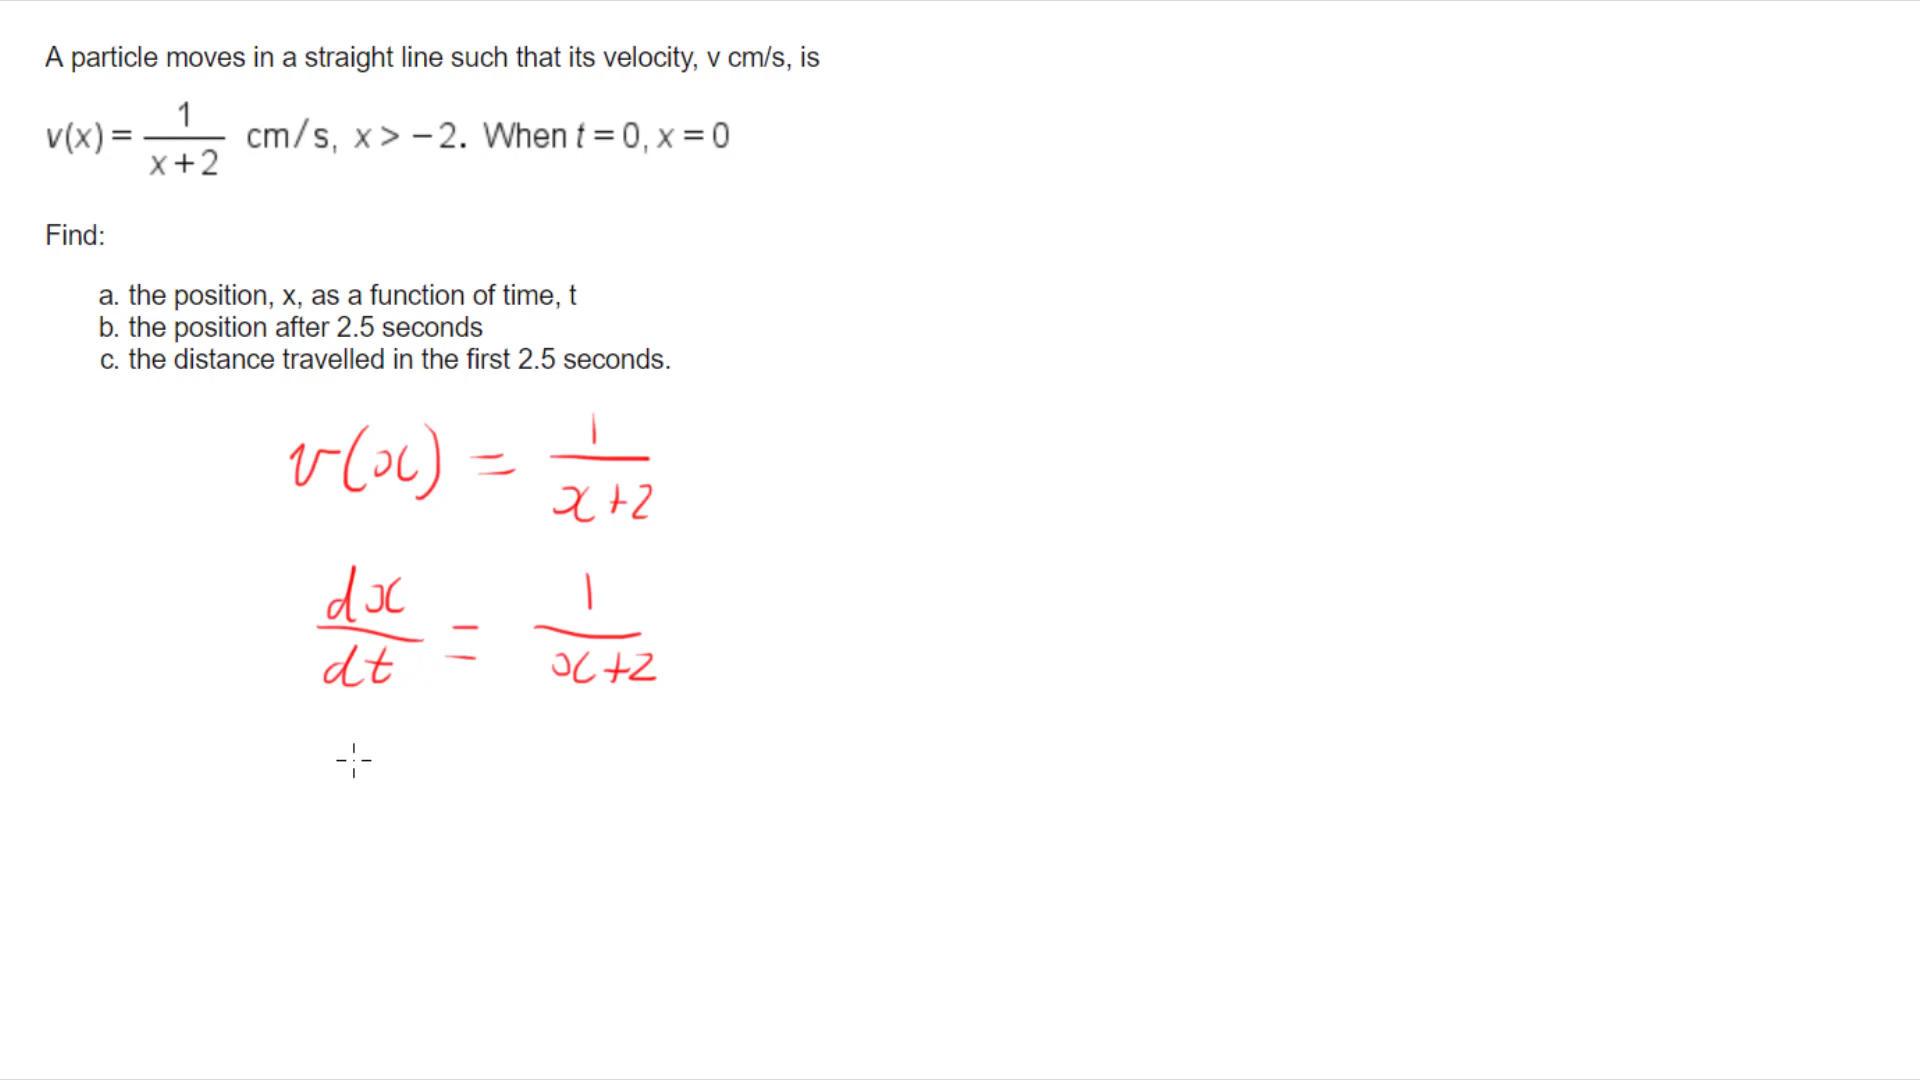 A particle moves in a straight line such that its velocity, v cm/s, is
v(x) = 1/(x+2) cm/s, x > −2. When t = 0, x = 0
Find:
a. the position, x, as a function of time, t
b. the position after 2.5 seconds
c. the distance travelled in the first 2.5 seconds.
v(x) = 1/(x+2)
dx/dt = 1/(x+2)